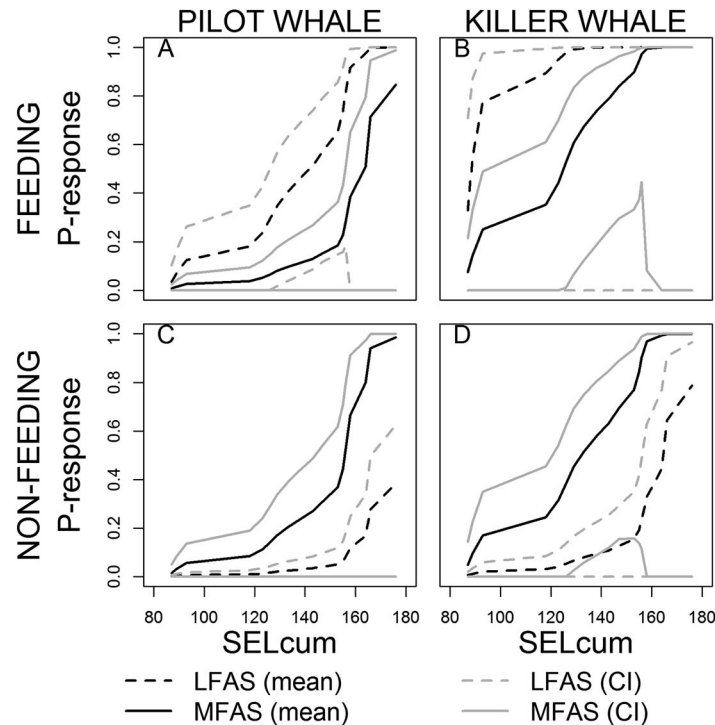 PILOT WHALE KILLER WHALE
FEEDING
P-response
1.0
0.8
0.6
0.4
0.2
0.0
A
B
NON-FEEDING
P-response
1.0
0.8
0.6
0.4
0.2
0.0
C
D
80 100 120 140 160 180 80 100 120 140 160 180
SELcum SELcum
LFAS (mean) LFAS (CI)
MFAS (mean) MFAS (CI)